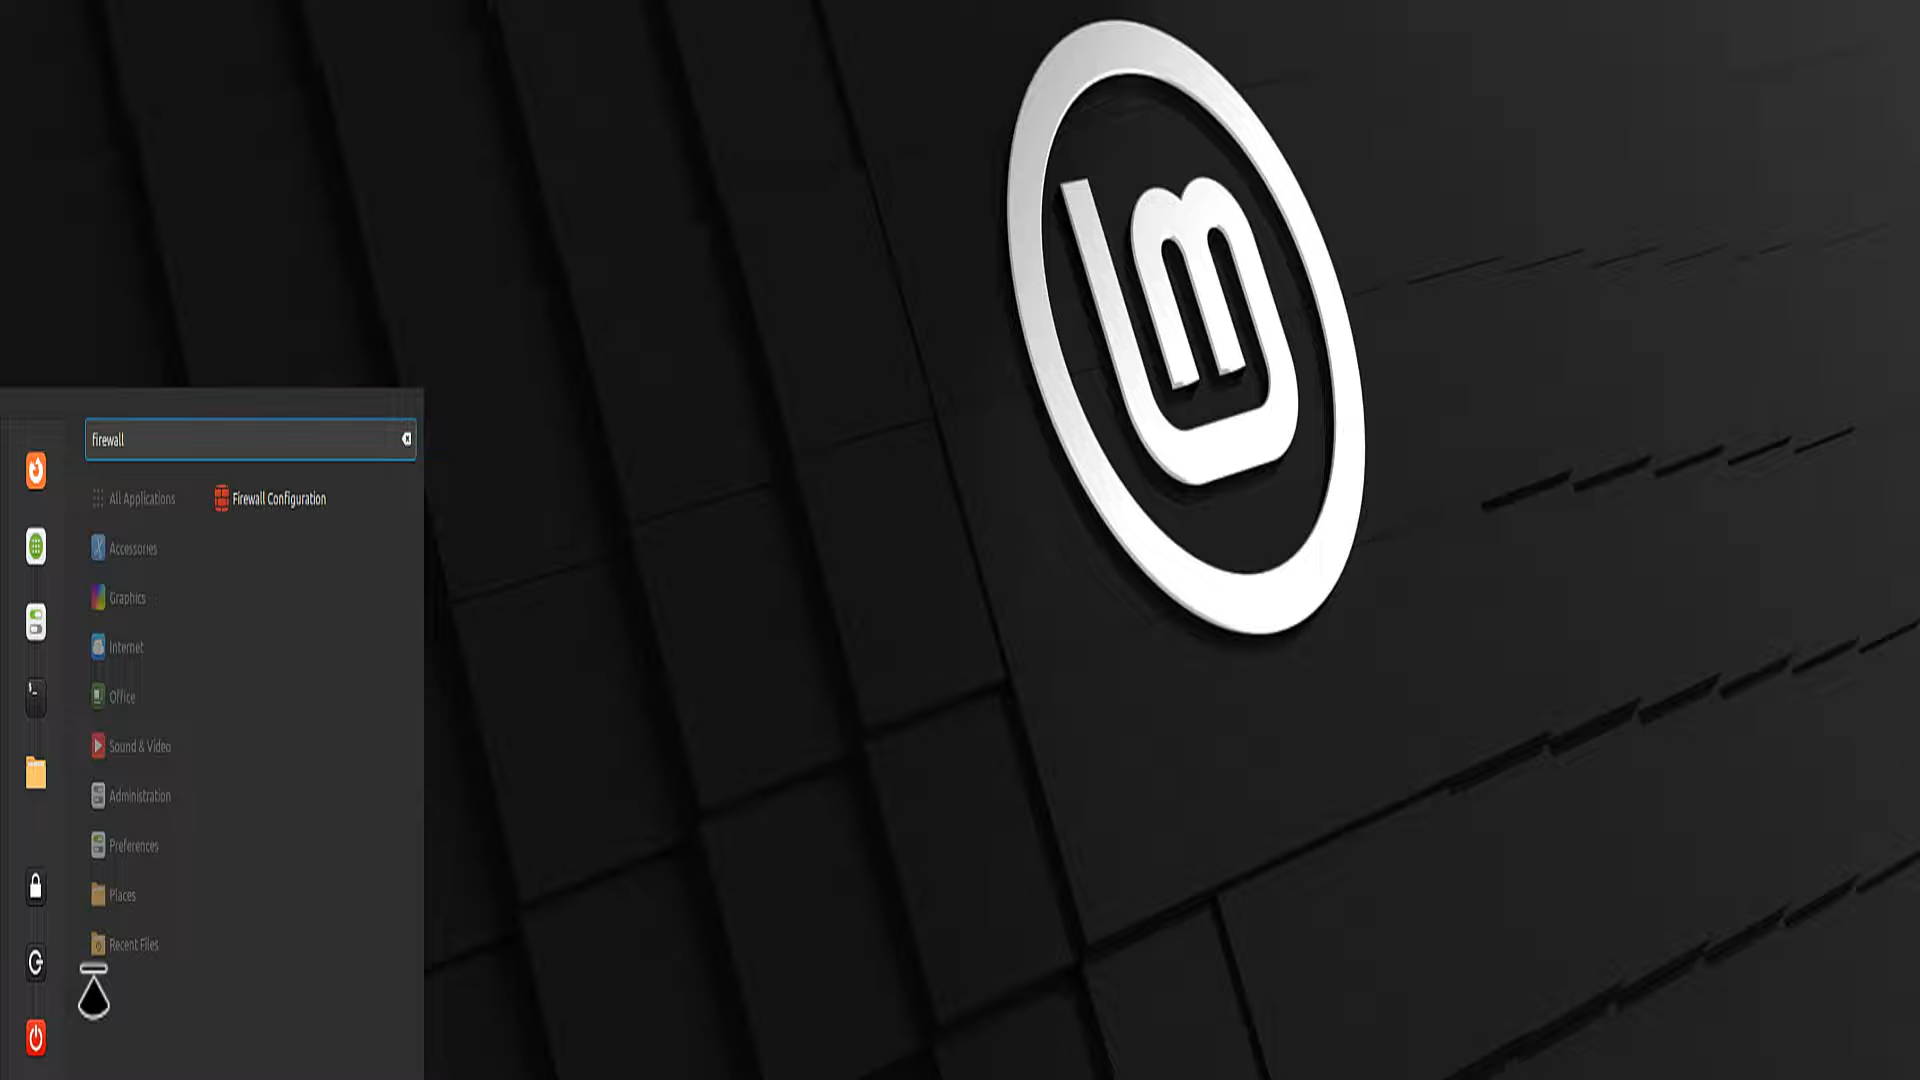 firewall
All Applications
Firewall Configuration
Accessories
Graphics
Internet
Office
Sound & Video
Administration
Preferences
Places
Recent Files